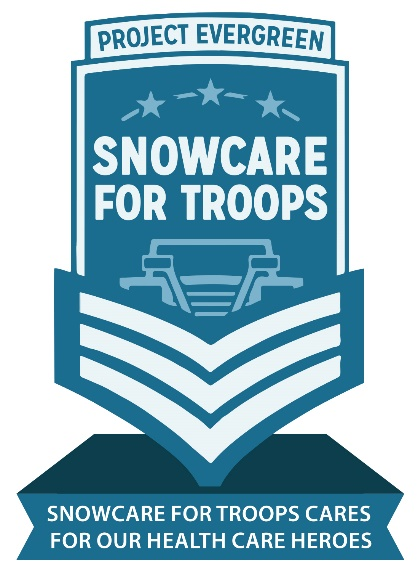 PROJECT EVERGREEN
SNOWCARE
FOR TROOPS
SNOWCARE FOR TROOPS CARES
FOR OUR HEALTH CARE HEROES